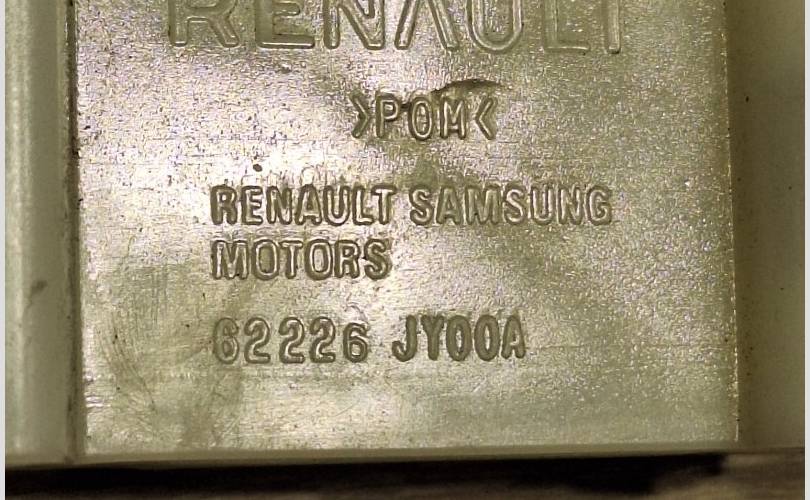 RENAULT
>POM<
RENAULT SAMSUNG
MOTORS
62226 JY00A